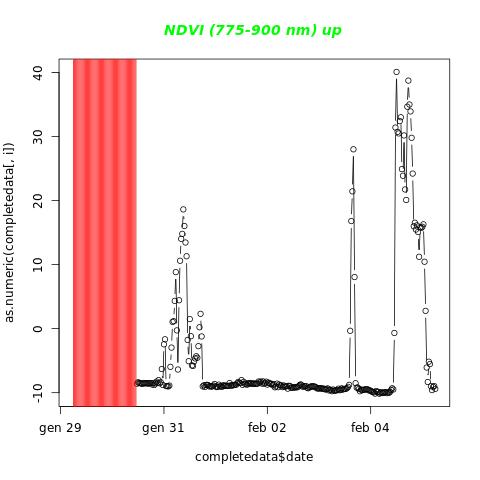 NDVI (775-900 nm) up
as.numeric(completedata[, i])
40
30
20
10
0
-10
gen 29
gen 31
feb 02
feb 04
completedata$date